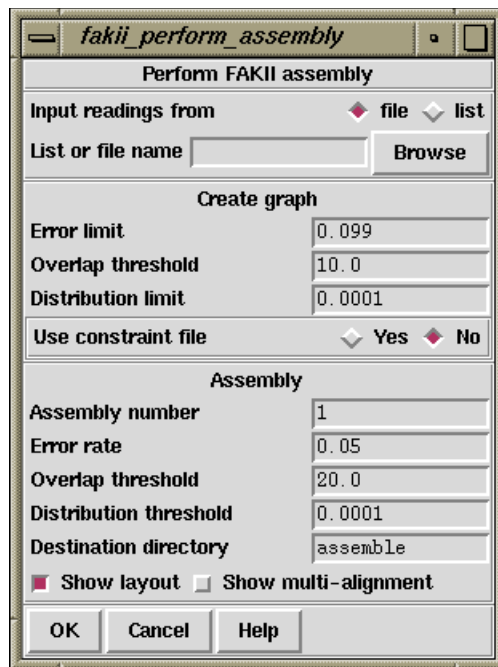 fakii_perform_assembly
Perform FAKII assembly
Input readings from file list
List or file name Browse
Create graph
Error limit 0.099
Overlap threshold 10.0
Distribution limit 0.0001
Use constraint file Yes No
Assembly
Assembly number 1
Error rate 0.05
Overlap threshold 20.0
Distribution threshold 0.0001
Destination directory assemble
Show layout Show multi-alignment
OK Cancel Help